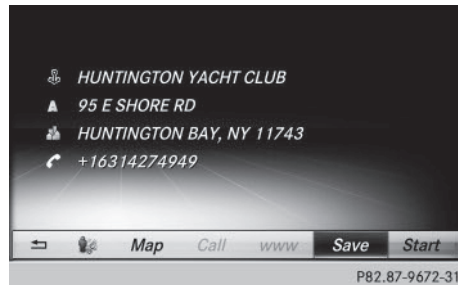 HUNTINGTON YACHT CLUB
95 E SHORE RD
HUNTINGTON BAY, NY 11743
+16314274949
Map Call www Save Start
P82.87-9672-31